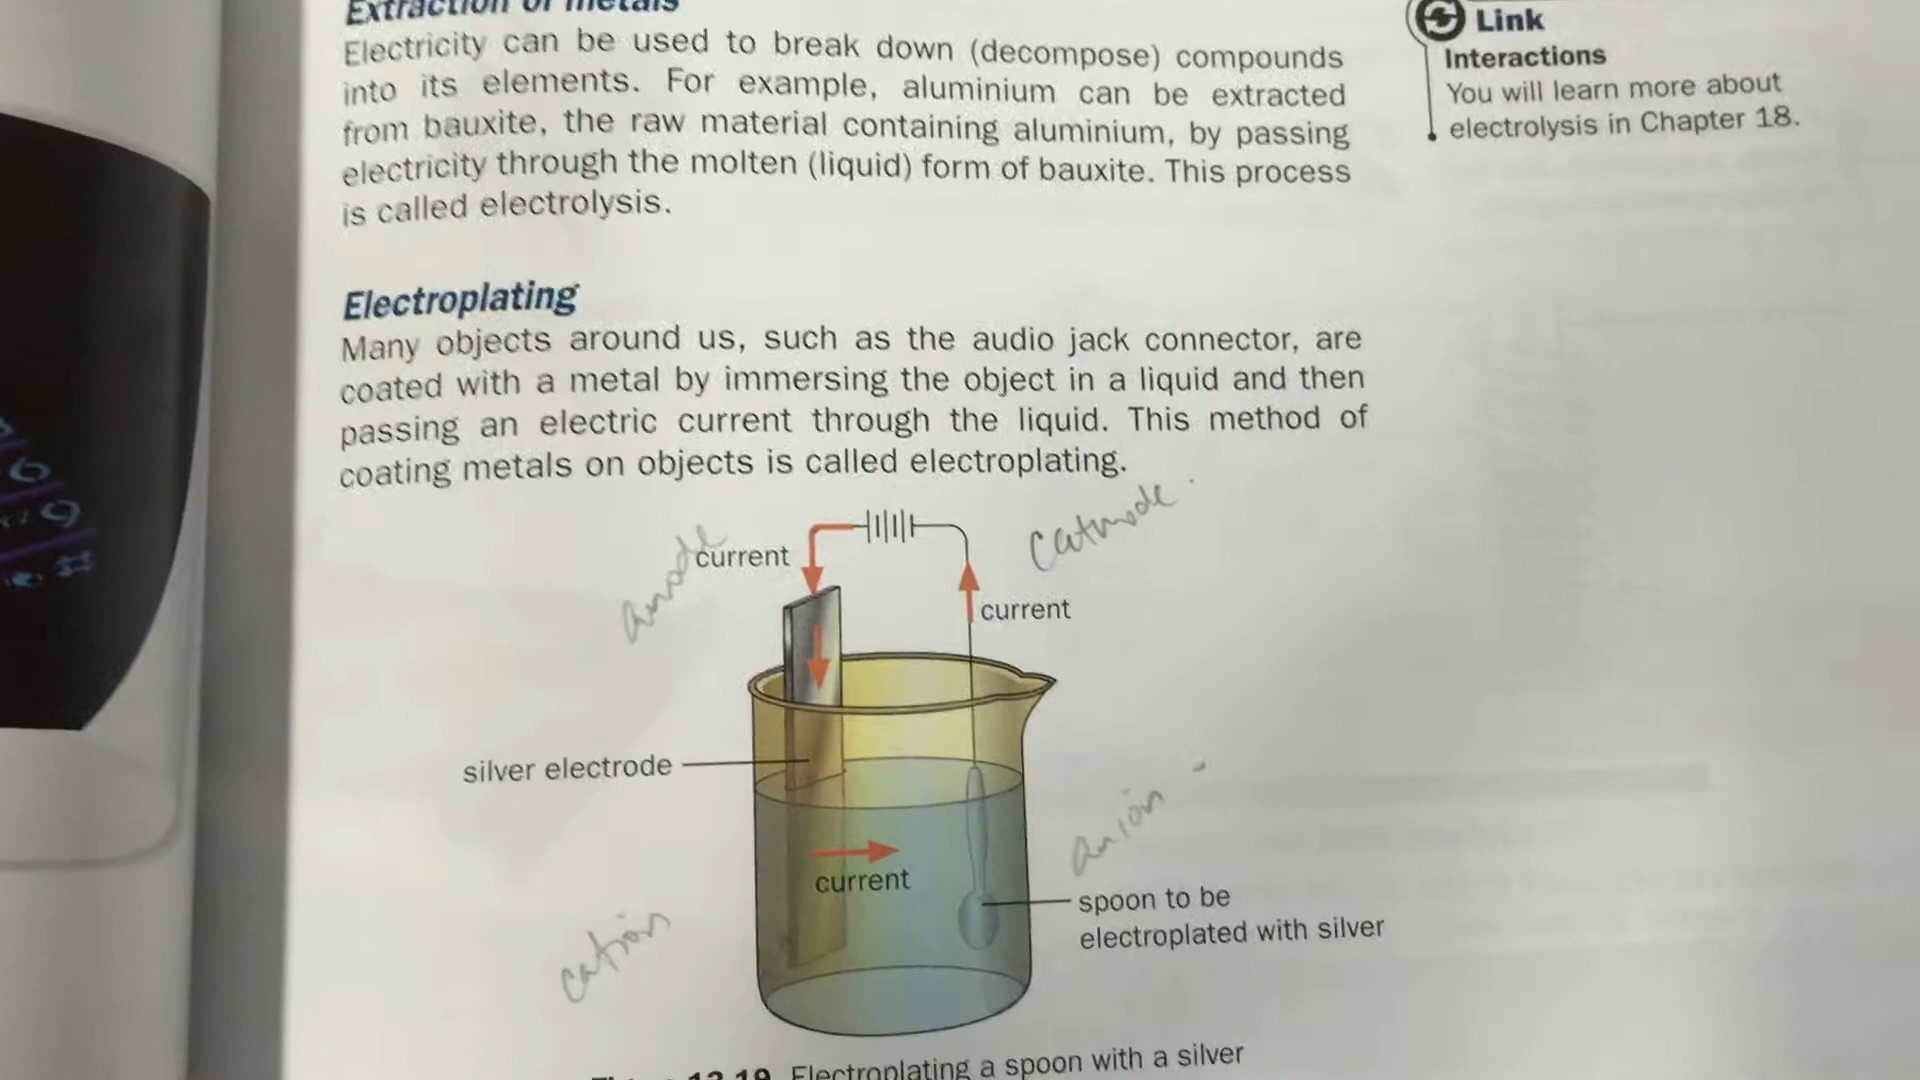 Extraction of metals
Electricity can be used to break down (decompose) compounds
into its elements. For example, aluminium can be extracted
from bauxite, the raw material containing aluminium, by passing
electricity through the molten (liquid) form of bauxite. This process
is called electrolysis.
Link
Interactions
You will learn more about
electrolysis in Chapter 18.
Electroplating
Many objects around us, such as the audio jack connector, are
coated with a metal by immersing the object in a liquid and then
passing an electric current through the liquid. This method of
coating metals on objects is called electroplating.
anode
current
cathode
current
silver electrode
current
anion -
cation
spoon to be
electroplated with silver
Electroplating a spoon with a silver